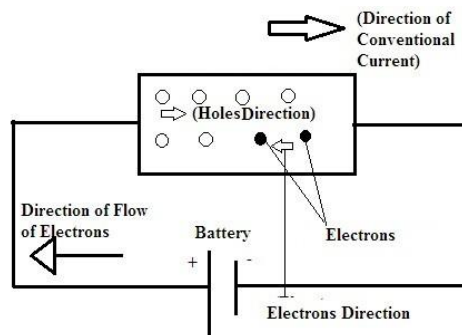 (Direction of
Conventional
Current)
(HolesDirection)
Direction of Flow
of Electrons
Battery
Electrons
+
-
Electrons Direction